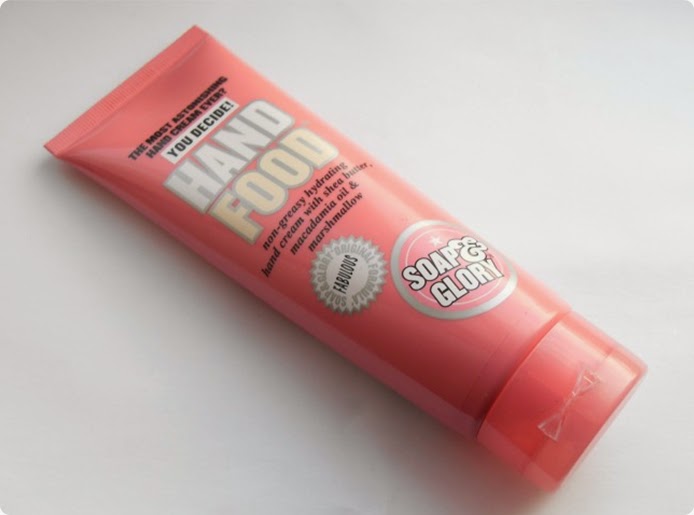 THE MOST ASTONISHING
HAND CREAM EVER?
YOU DECIDE!
HAND
FOOD
non-greasy hydrating
hand cream with shea butter,
macadamia oil &
marshmallow
FABULOUS
SOAP &
GLORY